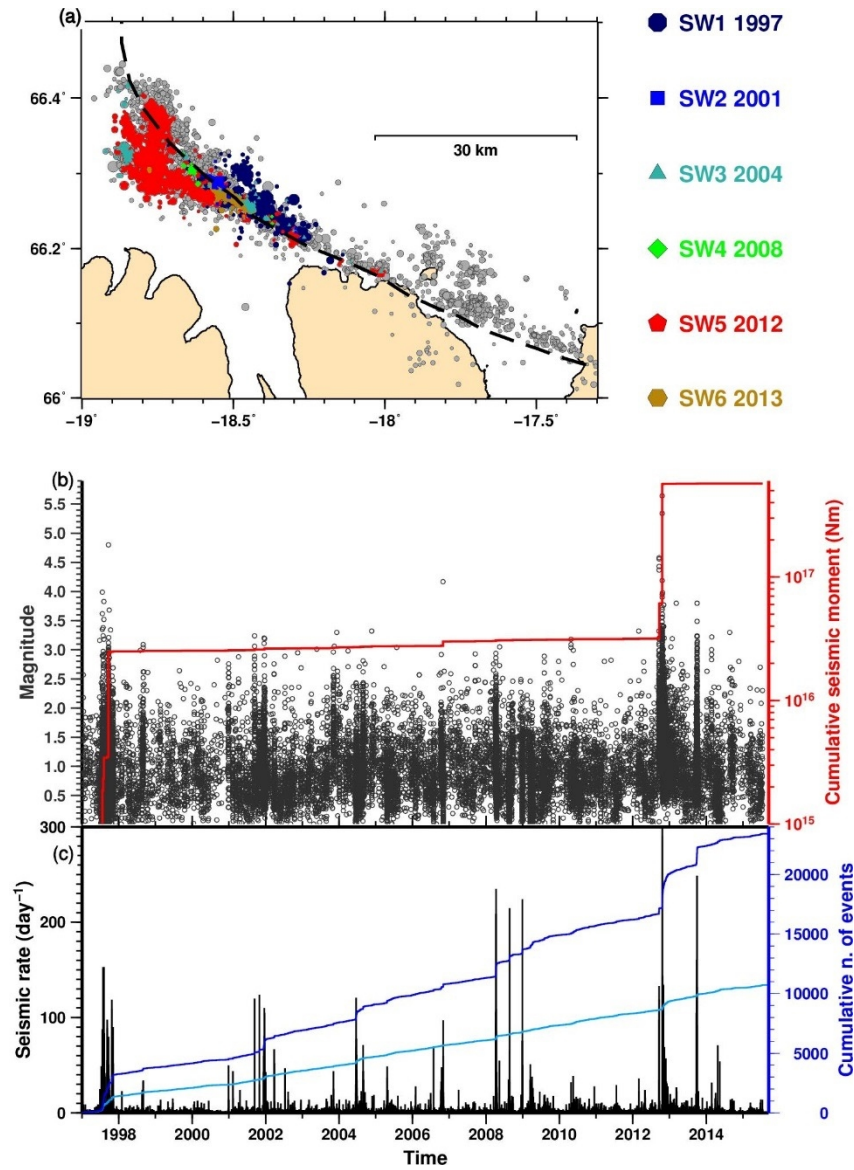 (a)
SW1 1997
SW2 2001
SW3 2004
SW4 2008
SW5 2012
SW6 2013
66.4˚
66.2˚
66˚
30 km
−19˚ −18.5˚ −18˚ −17.5˚
(b)
Magnitude
5.5
5.0
4.5
4.0
3.5
3.0
2.5
2.0
1.5
1.0
0.5
Cumulative seismic moment (Nm)
10¹⁷
10¹⁶
10¹⁵
(c)
Seismic rate (day⁻¹)
300
200
100
0
Cumulative n. of events
20000
15000
10000
5000
0
1998 2000 2002 2004 2006 2008 2010 2012 2014
Time